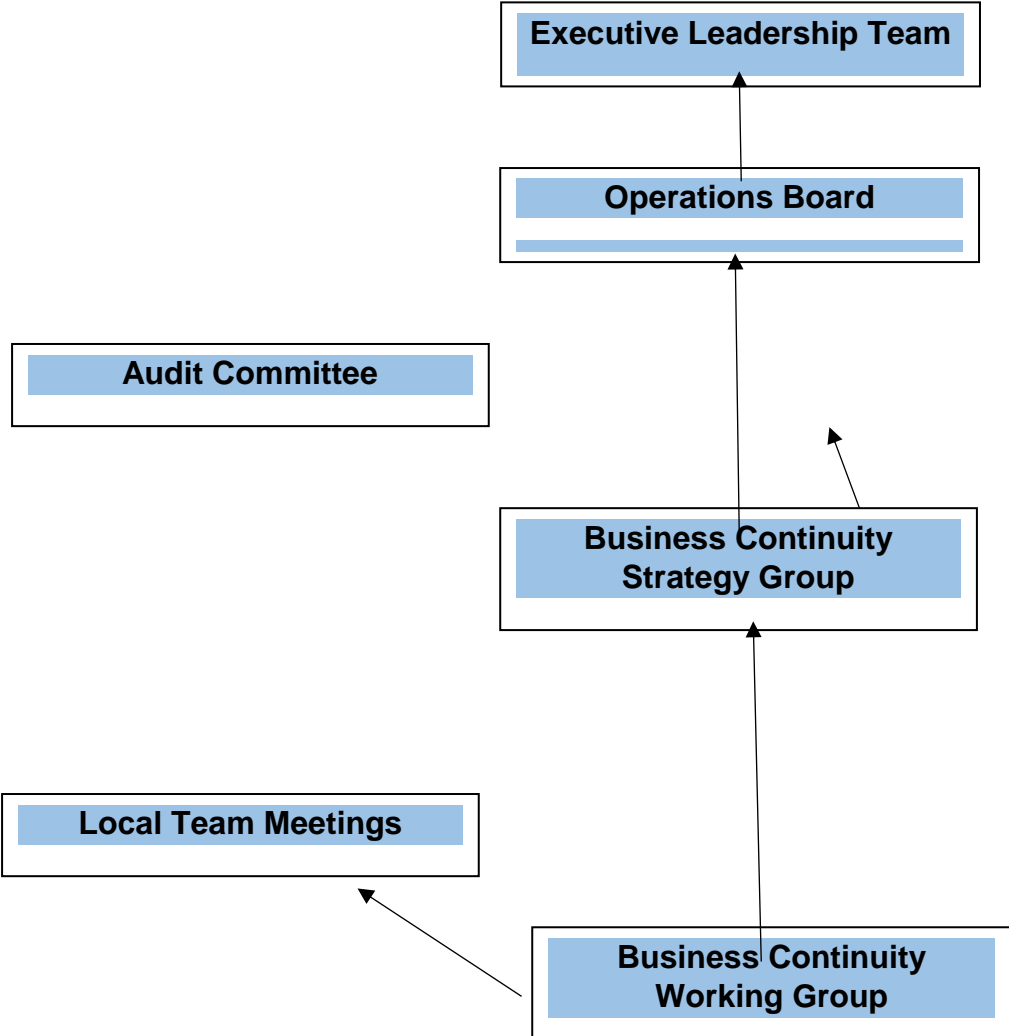 Executive Leadership Team
Operations Board
Audit Committee
Business Continuity
Strategy Group
Local Team Meetings
Business Continuity
Working Group